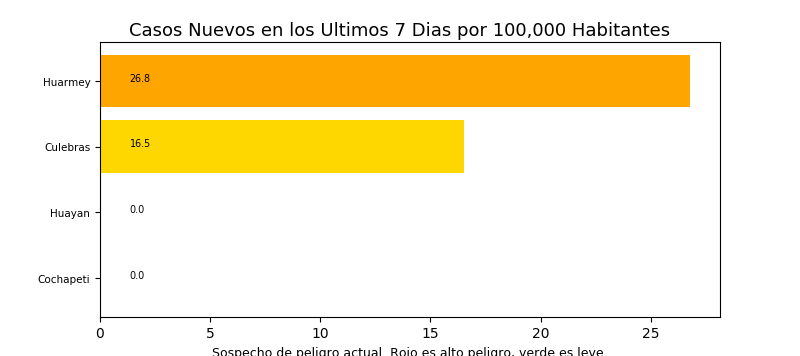 Casos Nuevos en los Ultimos 7 Dias por 100,000 Habitantes
Huarmey 26.8
Culebras 16.5
Huayan 0.0
Cochapeti 0.0
0 5 10 15 20 25
Sospecho de peligro actual. Rojo es alto peligro, verde es leve